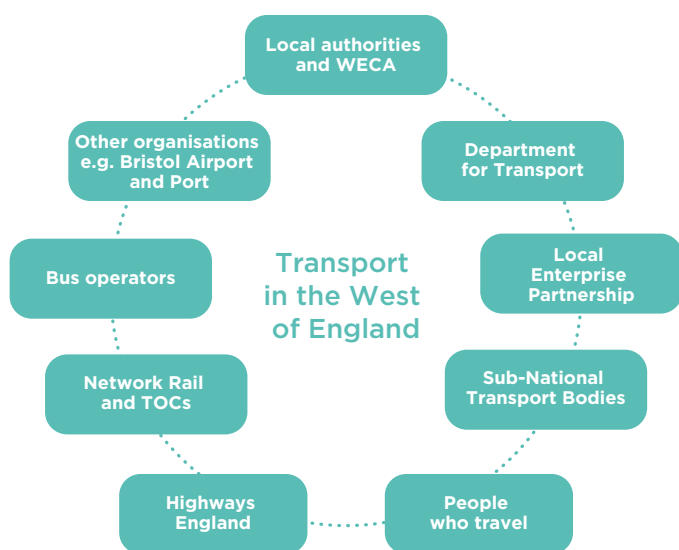 Local authorities
and WECA
Department
for Transport
Local
Enterprise
Partnership
Sub-National
Transport Bodies
People
who travel
Highways
England
Network Rail
and TOCs
Bus operators
Other organisations
e.g. Bristol Airport
and Port
Transport
in the West
of England